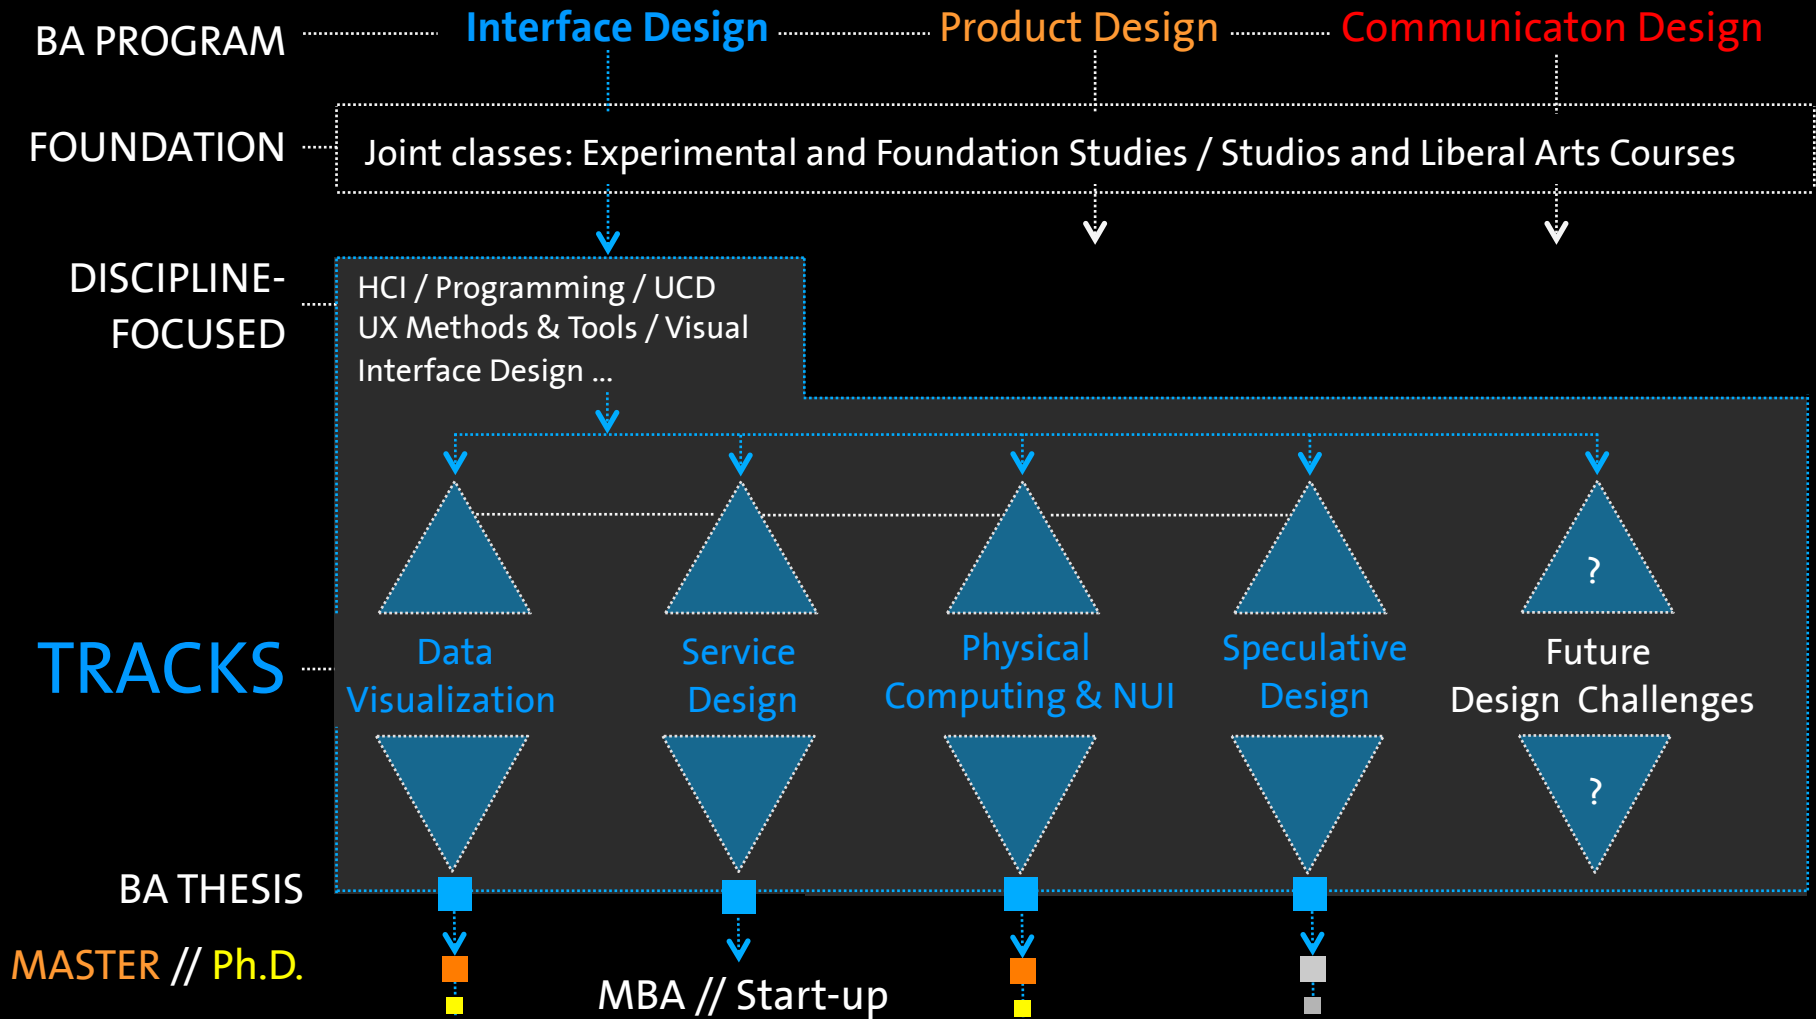 BA PROGRAM
Interface Design
Product Design
Communicaton Design
FOUNDATION
Joint classes: Experimental and Foundation Studies / Studios and Liberal Arts Courses
DISCIPLINE-
FOCUSED
HCI / Programming / UCD
UX Methods & Tools / Visual
Interface Design ...
?
TRACKS
Data
Visualization
Service
Design
Physical
Computing & NUI
Speculative
Design
Future
Design Challenges
?
BA THESIS
MASTER // Ph.D.
MBA // Start-up